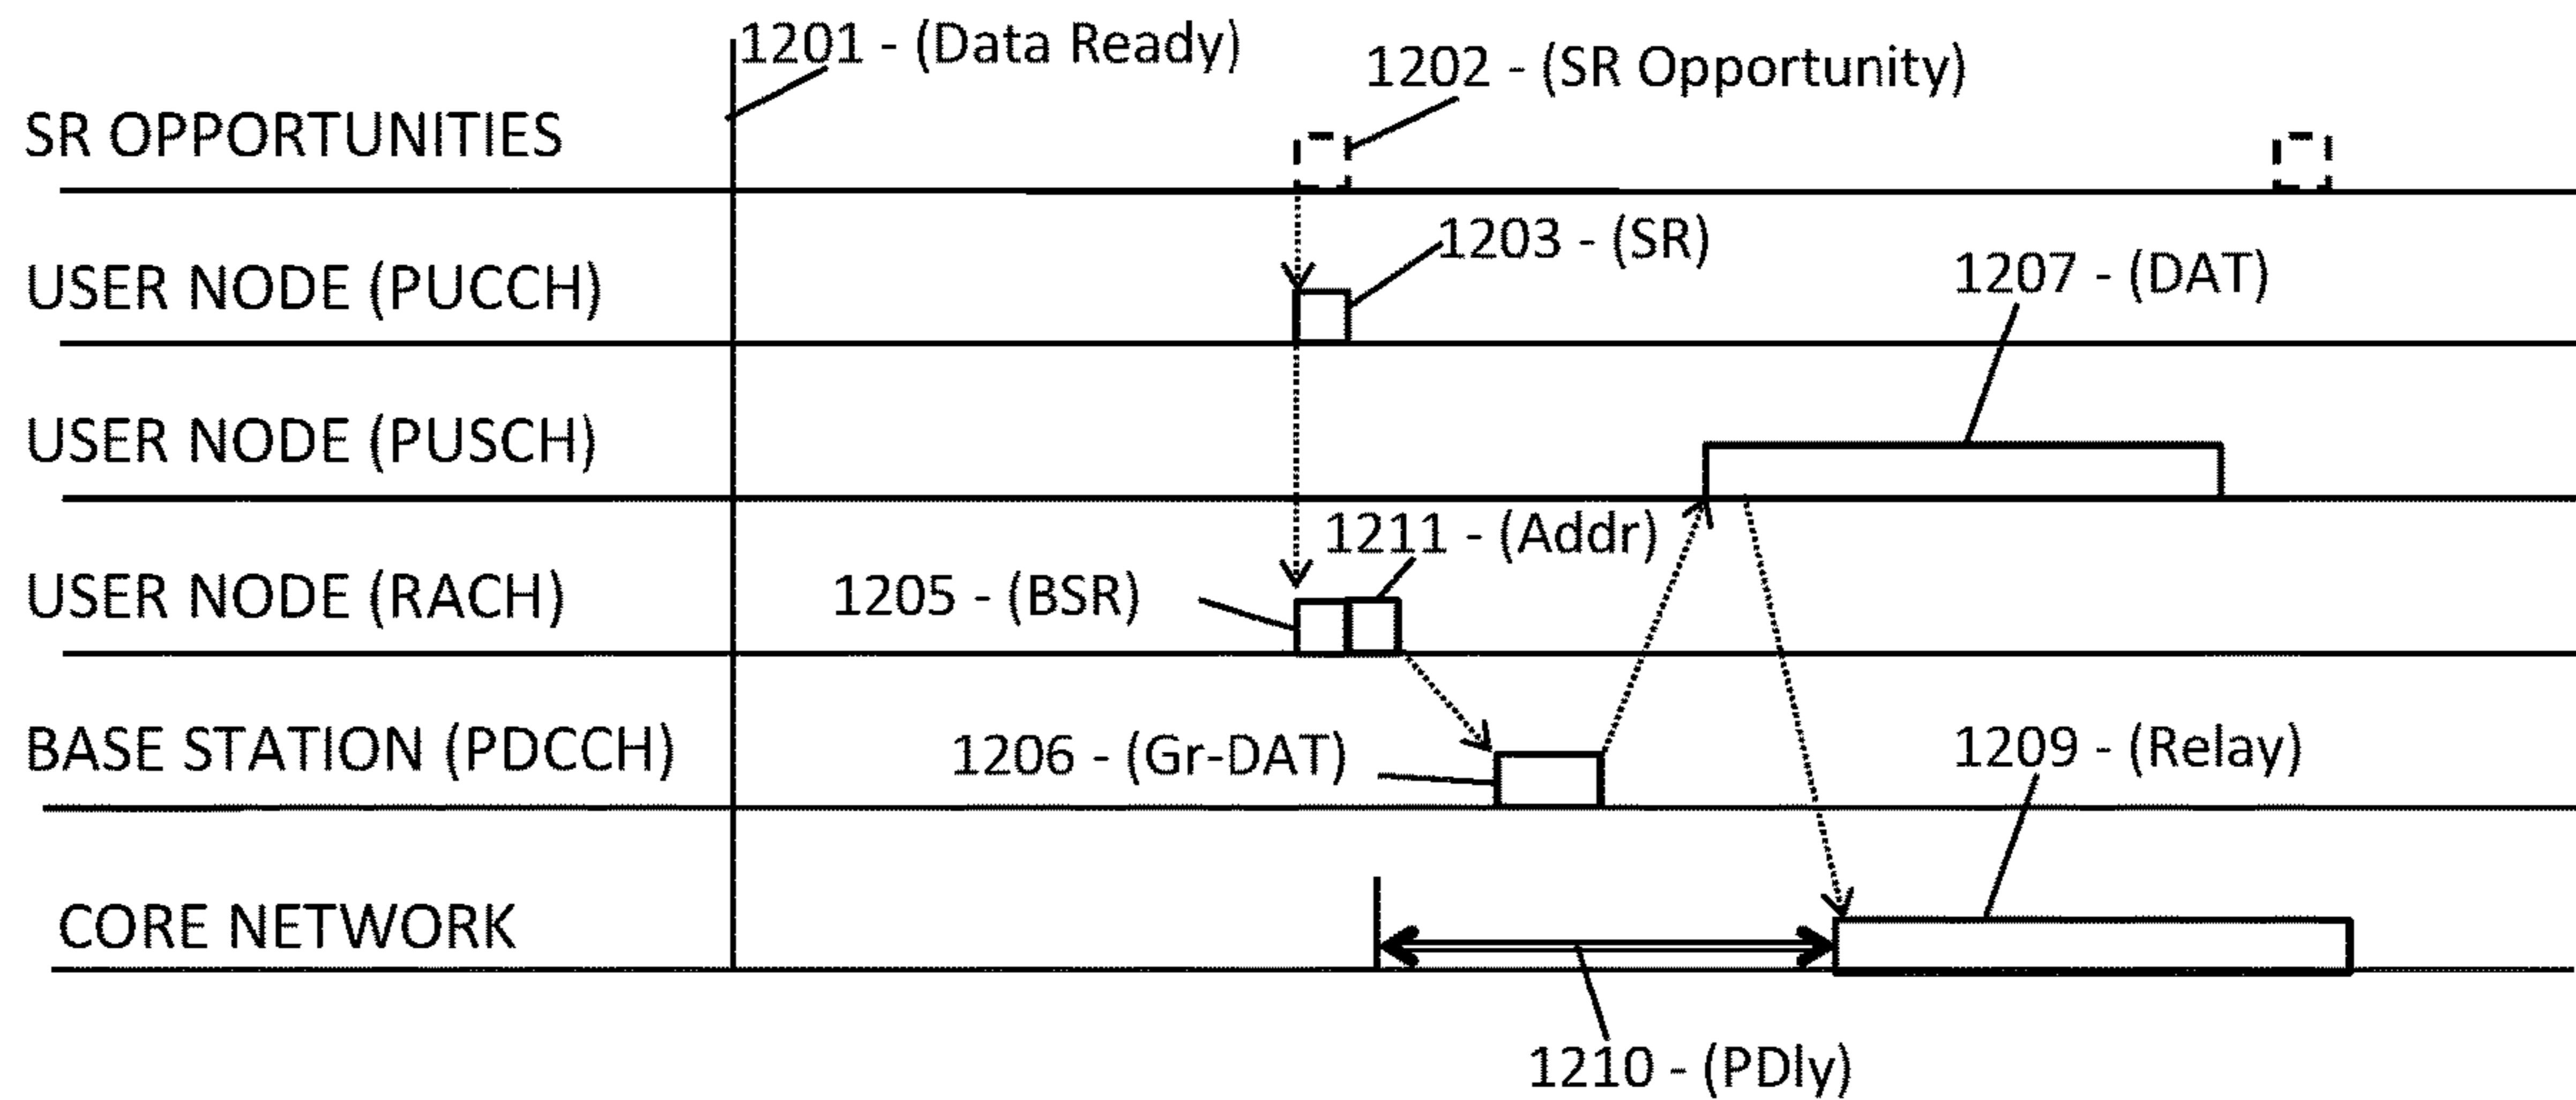 1201 - (Data Ready)
1202 - (SR Opportunity)
SR OPPORTUNITIES
1203 - (SR)
USER NODE (PUCCH)
1207 - (DAT)
USER NODE (PUSCH)
1211 - (Addr)
USER NODE (RACH)
1205 - (BSR)
BASE STATION (PDCCH)
1206 - (Gr-DAT)
1209 - (Relay)
CORE NETWORK
1210 - (PDly)